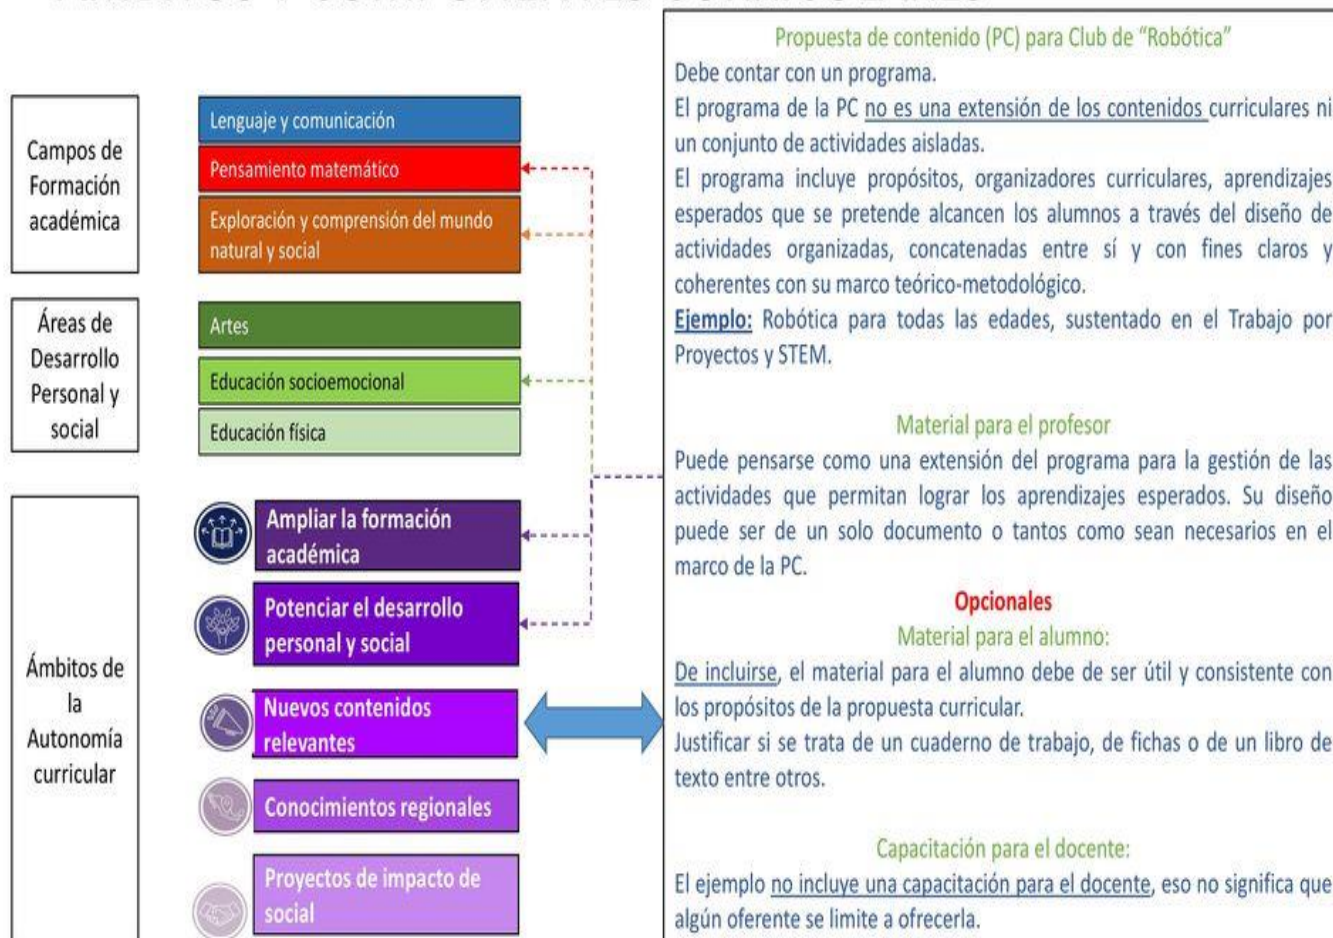 Campos de
Formación
académica
Lenguaje y comunicación
Pensamiento matemático
Exploración y comprensión del mundo
natural y social
Áreas de
Desarrollo
Personal y
social
Artes
Educación socioemocional
Educación física
Ámbitos de
la
Autonomía
curricular
Ampliar la formación
académica
Potenciar el desarrollo
personal y social
Nuevos contenidos
relevantes
Conocimientos regionales
Proyectos de impacto de
social
Propuesta de contenido (PC) para Club de “Robótica”
Debe contar con un programa.
El programa de la PC no es una extensión de los contenidos curriculares ni
un conjunto de actividades aisladas.
El programa incluye propósitos, organizadores curriculares, aprendizajes
esperados que se pretende alcancen los alumnos a través del diseño de
actividades organizadas, concatenadas entre sí y con fines claros y
coherentes con su marco teórico-metodológico.
Ejemplo: Robótica para todas las edades, sustentado en el Trabajo por
Proyectos y STEM.
Material para el profesor
Puede pensarse como una extensión del programa para la gestión de las
actividades que permitan lograr los aprendizajes esperados. Su diseño
puede ser de un solo documento o tantos como sean necesarios en el
marco de la PC.
Opcionales
Material para el alumno:
De incluirse, el material para el alumno debe de ser útil y consistente con
los propósitos de la propuesta curricular.
Justificar si se trata de un cuaderno de trabajo, de fichas o de un libro de
texto entre otros.
Capacitación para el docente:
El ejemplo no incluye una capacitación para el docente, eso no significa que
algún oferente se limite a ofrecerla.